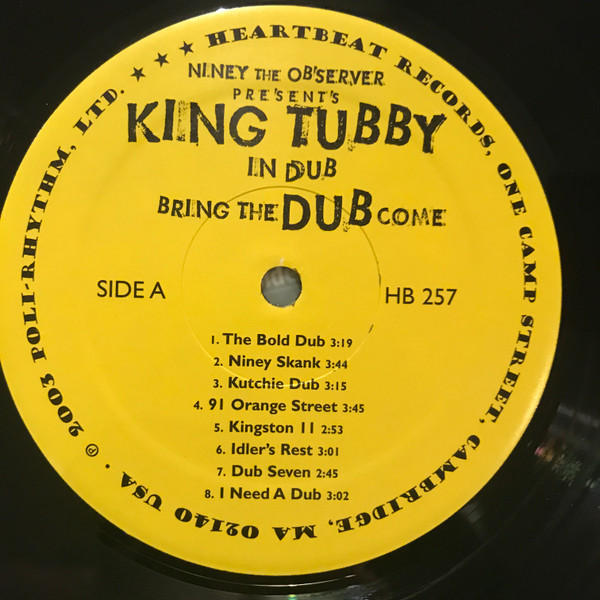 ★ ★ ★ HEARTBEAT RECORDS, ONE CAMP STREET, CAMBRIDGE, MA 02140 USA. ℗ 2003 POLI-RHYTHM, LTD.
NINEY THE OBSERVER
PRESENTS
KING TUBBY
IN DUB
BRING THE DUB COME
SIDE A
HB 257
1. The Bold Dub 3:19
2. Niney Skank 3:44
3. Kutchie Dub 3:15
4. 91 Orange Street 3:45
5. Kingston 11 2:53
6. Idler's Rest 3:01
7. Dub Seven 2:45
8. I Need A Dub 3:02